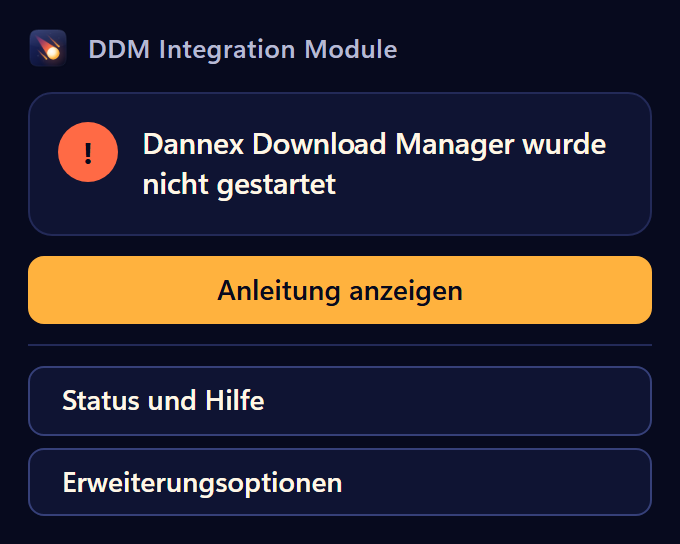 DDM Integration Module
!
Dannex Download Manager wurde
nicht gestartet
Anleitung anzeigen
Status und Hilfe
Erweiterungsoptionen